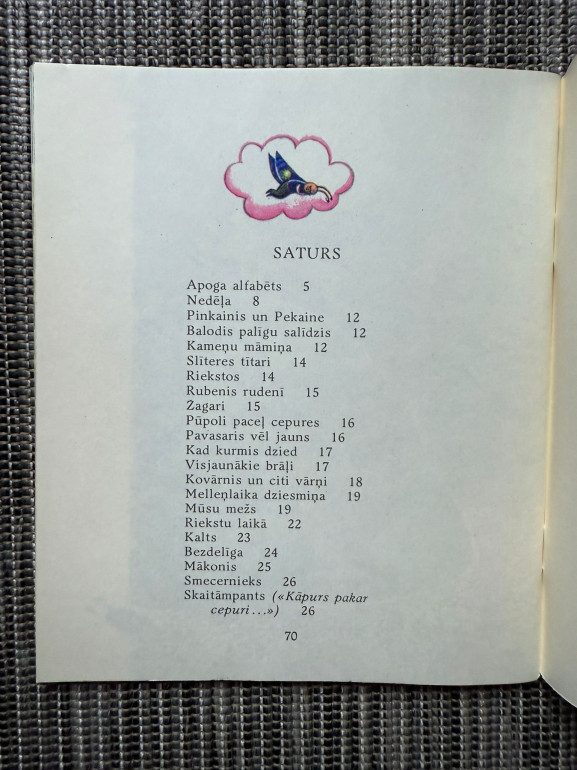 SATURS
Apoga alfabēts 5
Nedēļa 8
Pinkainis un Pekaine 12
Balodis palīgu salīdzis 12
Kameņu māmiņa 12
Slīteres tītari 14
Riekstos 14
Rubenis rudenī 15
Žagari 15
Pūpoli paceļ cepures 16
Pavasaris vēl jauns 16
Kad kurmis dzied 17
Visjaunākie brāļi 17
Kovārnis un citi vārņi 18
Melleņlaika dziesmiņa 19
Mūsu mežs 19
Riekstu laikā 22
Kalts 23
Bezdelīga 24
Mākonis 25
Smecernieks 26
Skaitāmpants («Kāpurs pakar
cepuri...») 26
70